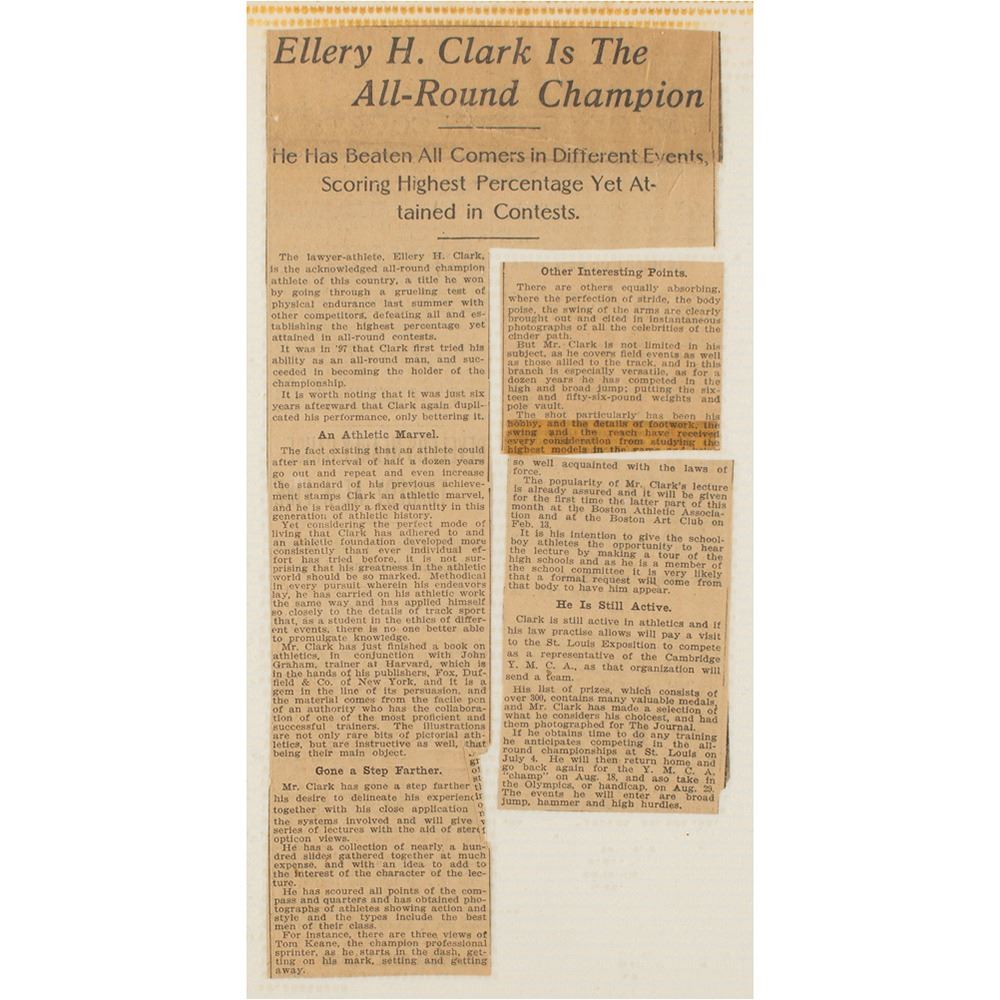 Ellery H. Clark Is The
All-Round Champion
He Has Beaten All Comers in Different Events,
Scoring Highest Percentage Yet At-
tained in Contests.
The lawyer-athlete, Ellery H. Clark,
is the acknowledged all-round champion
athlete of this country, a title he won
by going through a grueling test of
physical endurance last summer with
other competitors, defeating all and es-
tablishing the highest percentage yet
attained in all-round contests.
It was in '97 that Clark first tried his
ability as an all-round man, and suc-
ceeded in becoming the holder of the
championship.
It is worth noting that it was just six
years afterward that Clark again dupli-
cated his performance, only bettering it.
An Athletic Marvel.
The fact existing that an athlete could
after an interval of half a dozen years
go out and repeat and even increase
the standard of his previous achieve-
ment stamps Clark an athletic marvel,
and he is readily a fixed quantity in this
generation of athletic history.
Yet considering the perfect mode of
living that Clark has adhered to and
an athletic foundation developed more
consistently than ever individual ef-
fort has tried before, it is not sur-
prising that his greatness in the athletic
world should be so marked. Methodical
in every pursuit wherein his endeavors
lay, he has carried on his athletic work
the same way and has applied himself
so closely to the details of track sport
that, as a student in the ethics of differ-
ent events, there is no one better able
to promulgate knowledge.
Mr. Clark has just finished a book on
athletics, in conjunction with John
Graham, trainer at Harvard, which is
in the hands of his publishers, Fox, Duf-
field & Co. of New York, and it is a
gem in the line of its persuasion, and
the material comes from the facile pen
of an authority who has the collabora-
tion of one of the most proficient and
successful trainers. The illustrations
are not only rare bits of pictorial ath-
letics, but are instructive as well, that
being their main object.
Gone a Step Farther.
Mr. Clark has gone a step farther
his desire to delineate his experienc
together with his close application
the systems involved and will give
series of lectures with the aid of stere
opticon views.
He has a collection of nearly a hun-
dred slides gathered together at much
expense, and with an idea to add to
the interest of the character of the lec-
ture.
He has scoured all points of the com-
pass and quarters and has obtained pho-
tographs of athletes showing action and
style and the types include the best
men of their class.
For instance, there are three views of
Tom Keane, the champion professional
sprinter, as he starts in the dash, get-
ting on his mark, setting and getting
away.
Other Interesting Points.
There are others equally absorbing,
where the perfection of stride, the body
poise, the swing of the arms are clearly
brought out and cited in instantaneous
photographs of all the celebrities of the
cinder path.
But Mr. Clark is not limited in his
subject, as he covers field events as well
as those allied to the track, and in this
branch is especially versatile, as for a
dozen years he has competed in the
high and broad jump; putting the six-
teen and fifty-six-pound weights and
pole vault.
The shot particularly has been his
hobby, and the details of footwork, the
swing and the reach have received
every consideration from studying the
highest models in the game
so well acquainted with the laws of
force.
The popularity of Mr. Clark's lecture
is already assured and it will be given
for the first time the latter part of this
month at the Boston Athletic Associa-
tion and at the Boston Art Club on
Feb. 13.
It is his intention to give the school-
boy athletes the opportunity to hear
the lecture by making a tour of the
high schools and as he is a member of
the school committee it is very likely
that a formal request will come from
that body to have him appear.
He Is Still Active.
Clark is still active in athletics and if
his law practise allows will pay a visit
to the St. Louis Exposition to compete
as a representative of the Cambridge
Y. M. C. A., as that organization will
send a team.
His list of prizes, which consists of
over 300, contains many valuable medals,
and Mr. Clark has made a selection of
what he considers his choicest, and had
them photographed for The Journal.
If he obtains time to do any training
he anticipates competing in the all-
round championships at St. Louis on
July 4. He will then return home and
go back again for the Y. M. C. A.
"champ" on Aug. 18, and aso take in
the Olympics, or handicap, on Aug. 29.
The events he will enter are broad
jump, hammer and high hurdles.